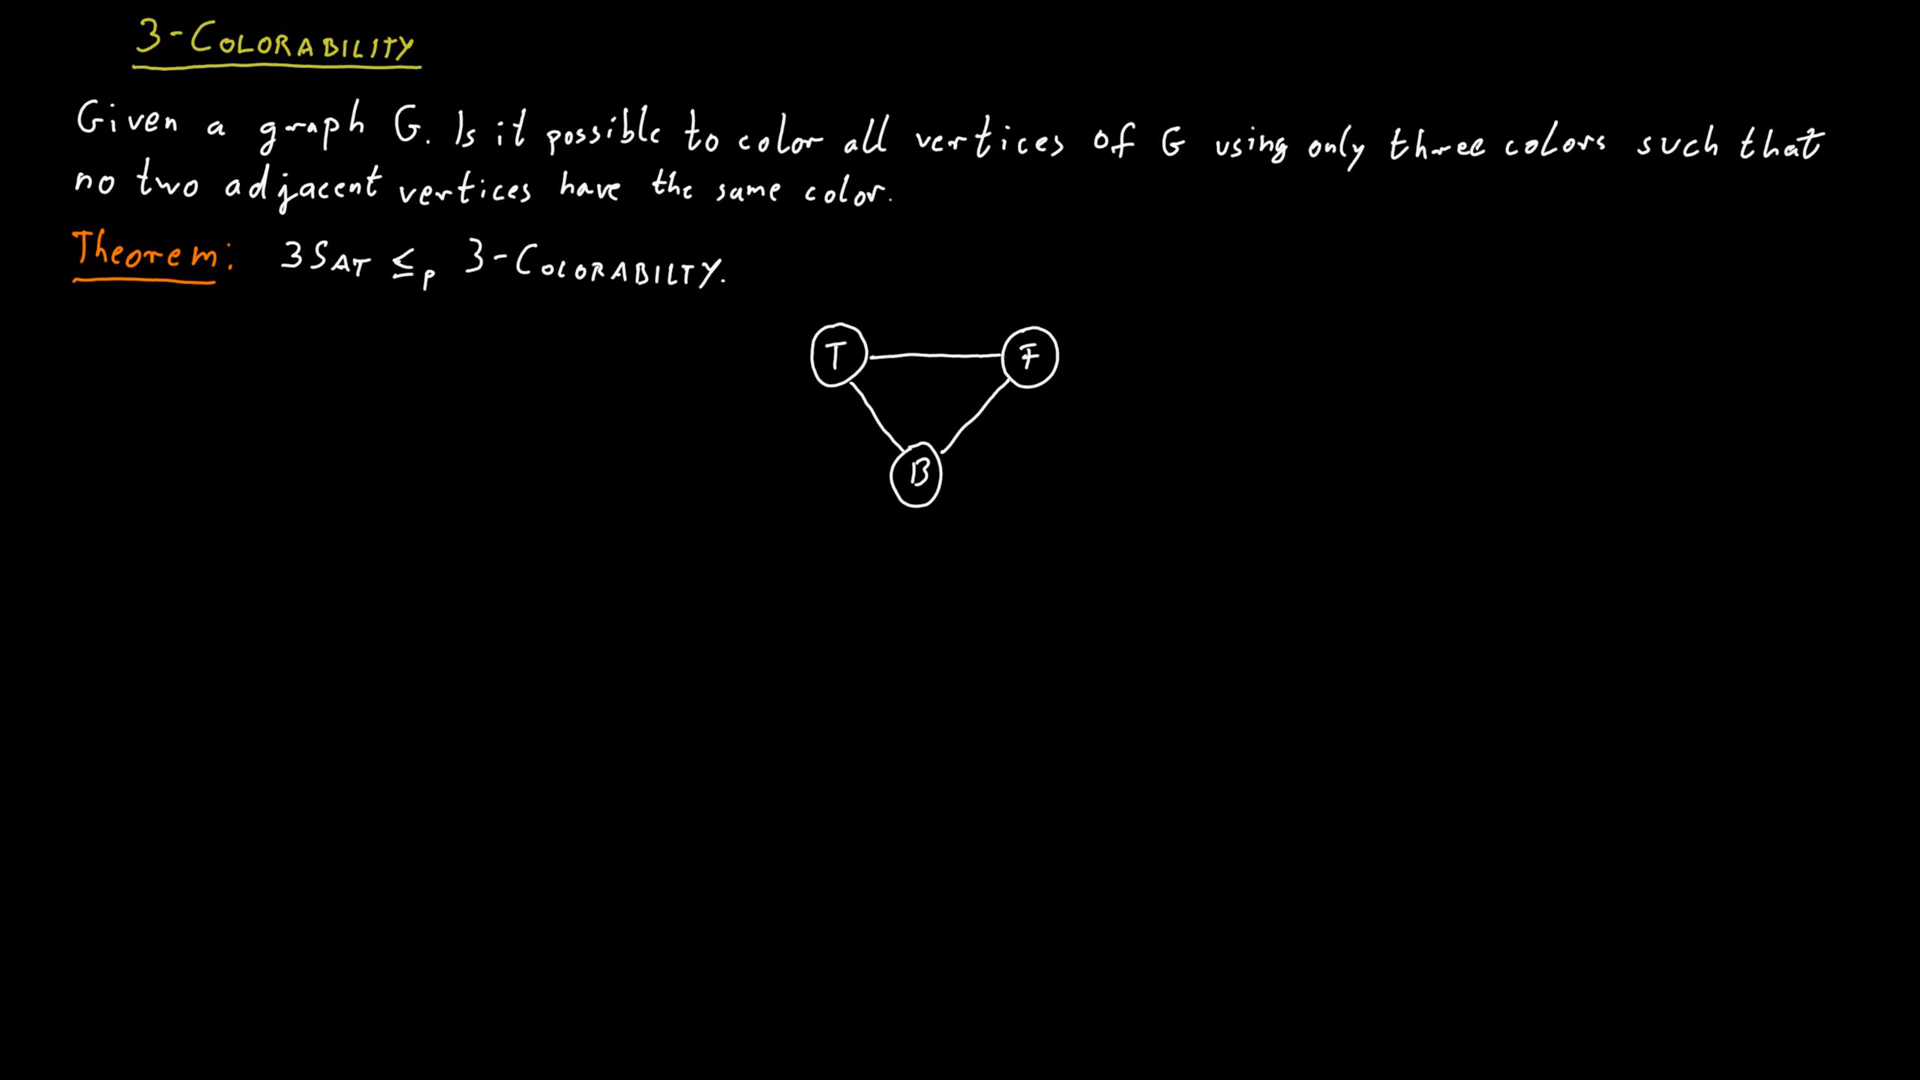 3-COLORABILITY
Given a graph G. Is it possible to color all vertices of G using only three colors such that
no two adjacent vertices have the same color.
Theorem: 3SAT ≤p 3-COLORABILTY.
T F
B